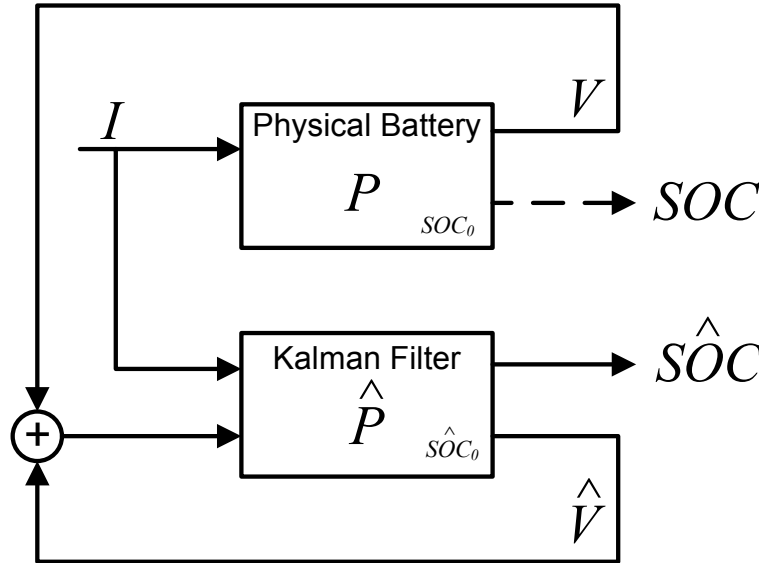 V
I
Physical Battery
P
SOC
SOC₀
Kalman Filter
SÔC
P̂
+
SÔC₀
V̂